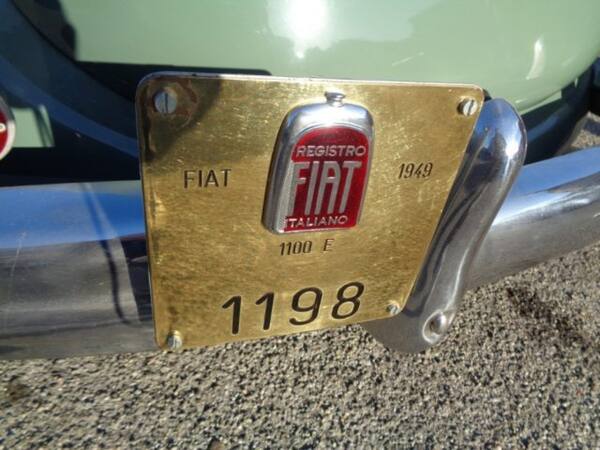 REGISTRO
FIAT
ITALIANO
FIAT
1949
1100 E
1198